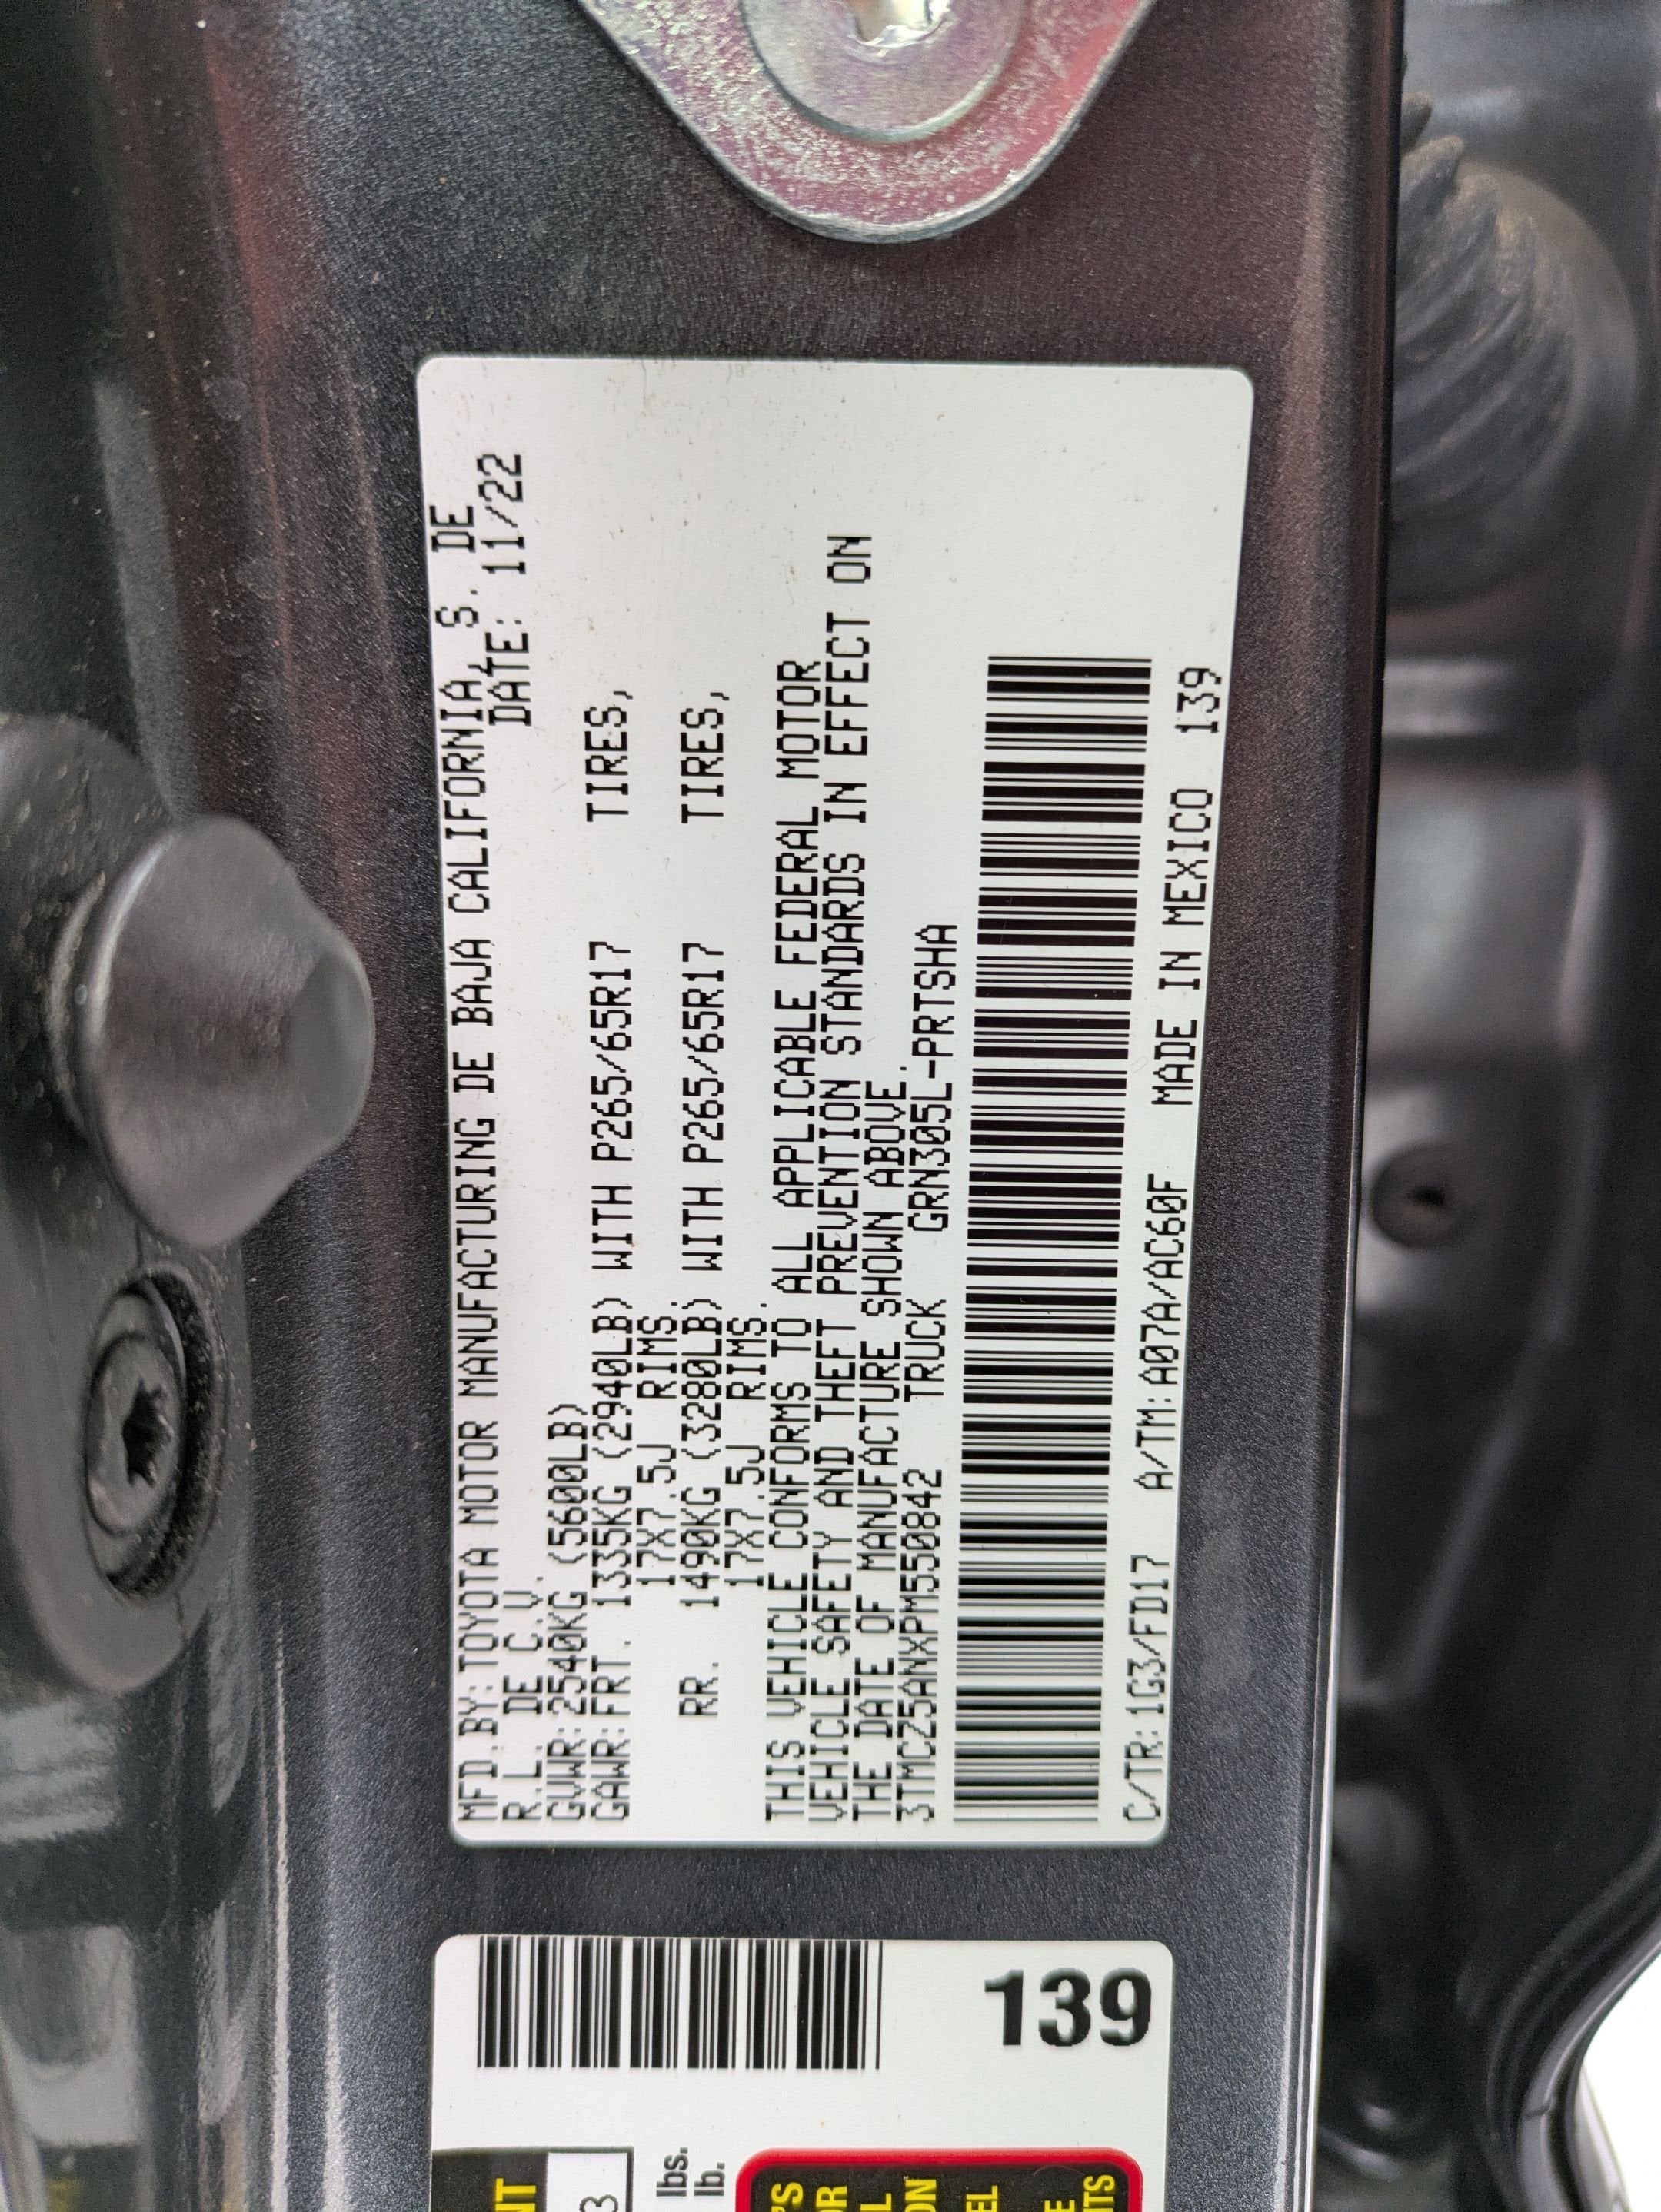 MFD.BY:TOYOTA MOTOR MANUFACTURING DE BAJA CALIFORNIA, S. DE
R.L. DE C.V. DATE: 11/22
GVWR:2540KG (5600LB)
GAWR:FRT. 1335KG (2940LB) WITH P265/65R17 TIRES,
17X7.5J RIMS
RR. 1490KG (3280LB) WITH P265/65R17 TIRES,
17X7.5J RIMS.
THIS VEHICLE CONFORMS TO ALL APPLICABLE FEDERAL MOTOR
VEHICLE SAFETY AND THEFT PREVENTION STANDARDS IN EFFECT ON
THE DATE OF MANUFACTURE SHOWN ABOVE.
3TMCZ5ANXPM550842 TRUCK GRN305L-PRTSHA
C/TR:1G3/FD17 A/TM:A07A/AC60F MADE IN MEXICO 139
139
lbs.
lb.